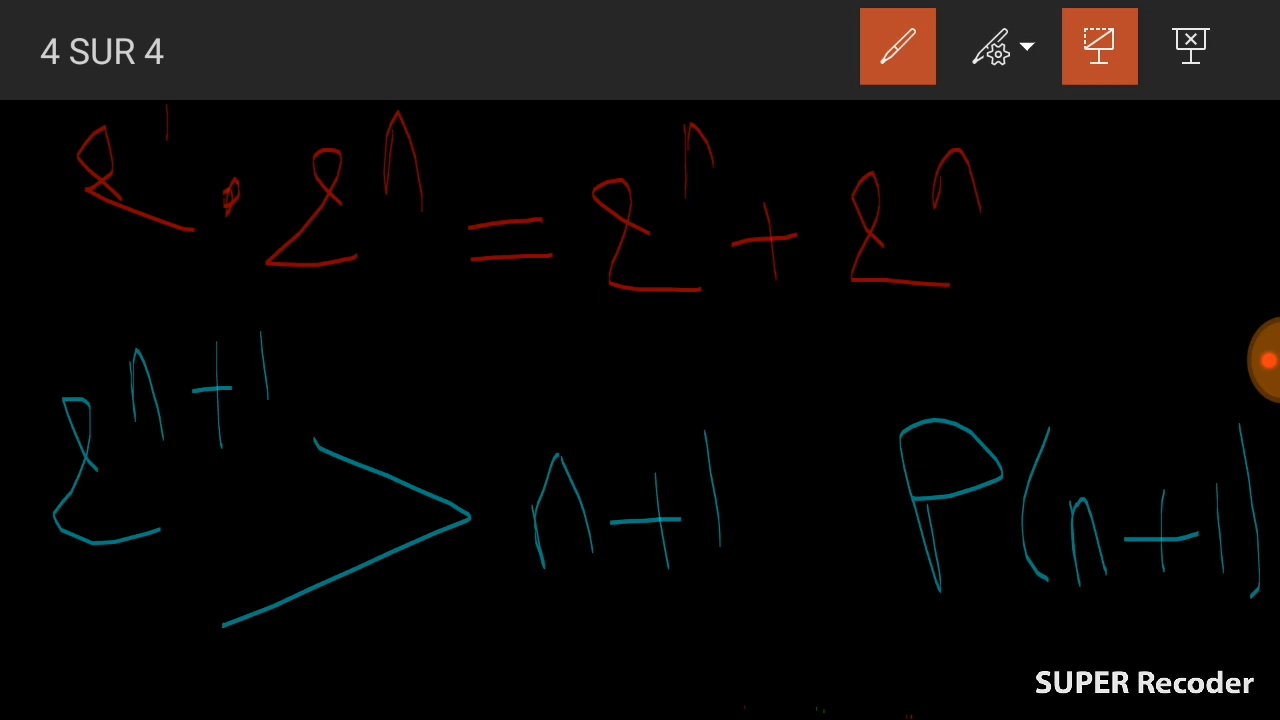 4 SUR 4
2¹ · 2ⁿ = 2ⁿ + 2ⁿ
2ⁿ⁺¹ > n+1 P(n+1)
SUPER Recoder